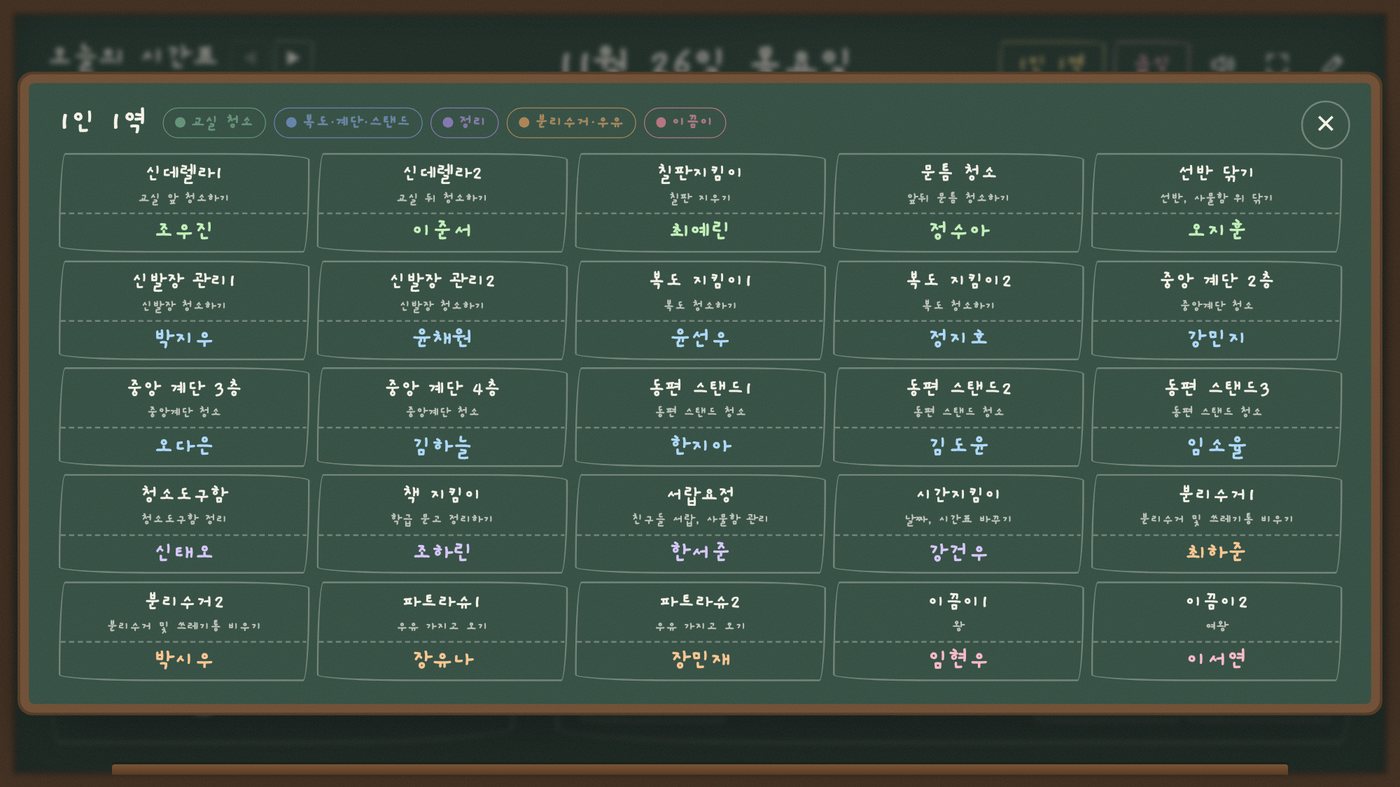 오늘의 시간표
11월 26일 목요일
1인 1역
1인 1역
교실 청소
복도·계단·스탠드
정리
분리수거·우유
이끔이
신데렐라1
교실 앞 청소하기
조우진
신데렐라2
교실 뒤 청소하기
이준서
칠판지킴이
칠판 지우기
최예린
문틈 청소
앞뒤 문틈 청소하기
정수아
선반 닦기
선반, 사물함 위 닦기
오지훈
신발장 관리1
신발장 청소하기
박지우
신발장 관리2
신발장 청소하기
윤채원
복도 지킴이1
복도 청소하기
윤선우
복도 지킴이2
복도 청소하기
정지호
중앙 계단 2층
중앙계단 청소
강민지
중앙 계단 3층
중앙계단 청소
오다은
중앙 계단 4층
중앙계단 청소
김하늘
동편 스탠드1
동편 스탠드 청소
한지아
동편 스탠드2
동편 스탠드 청소
김도윤
동편 스탠드3
동편 스탠드 청소
임소율
청소도구함
청소도구함 정리
신태오
책 지킴이
학급 문고 정리하기
조하린
서랍요정
친구들 서랍, 사물함 관리
한서준
시간지킴이
날짜, 시간표 바꾸기
강건우
분리수거1
분리수거 및 쓰레기통 비우기
최하준
분리수거2
분리수거 및 쓰레기통 비우기
박시우
파트라슈1
우유 가지고 오기
장유나
파트라슈2
우유 가지고 오기
장민재
이끔이1
왕
임현우
이끔이2
여왕
이서연